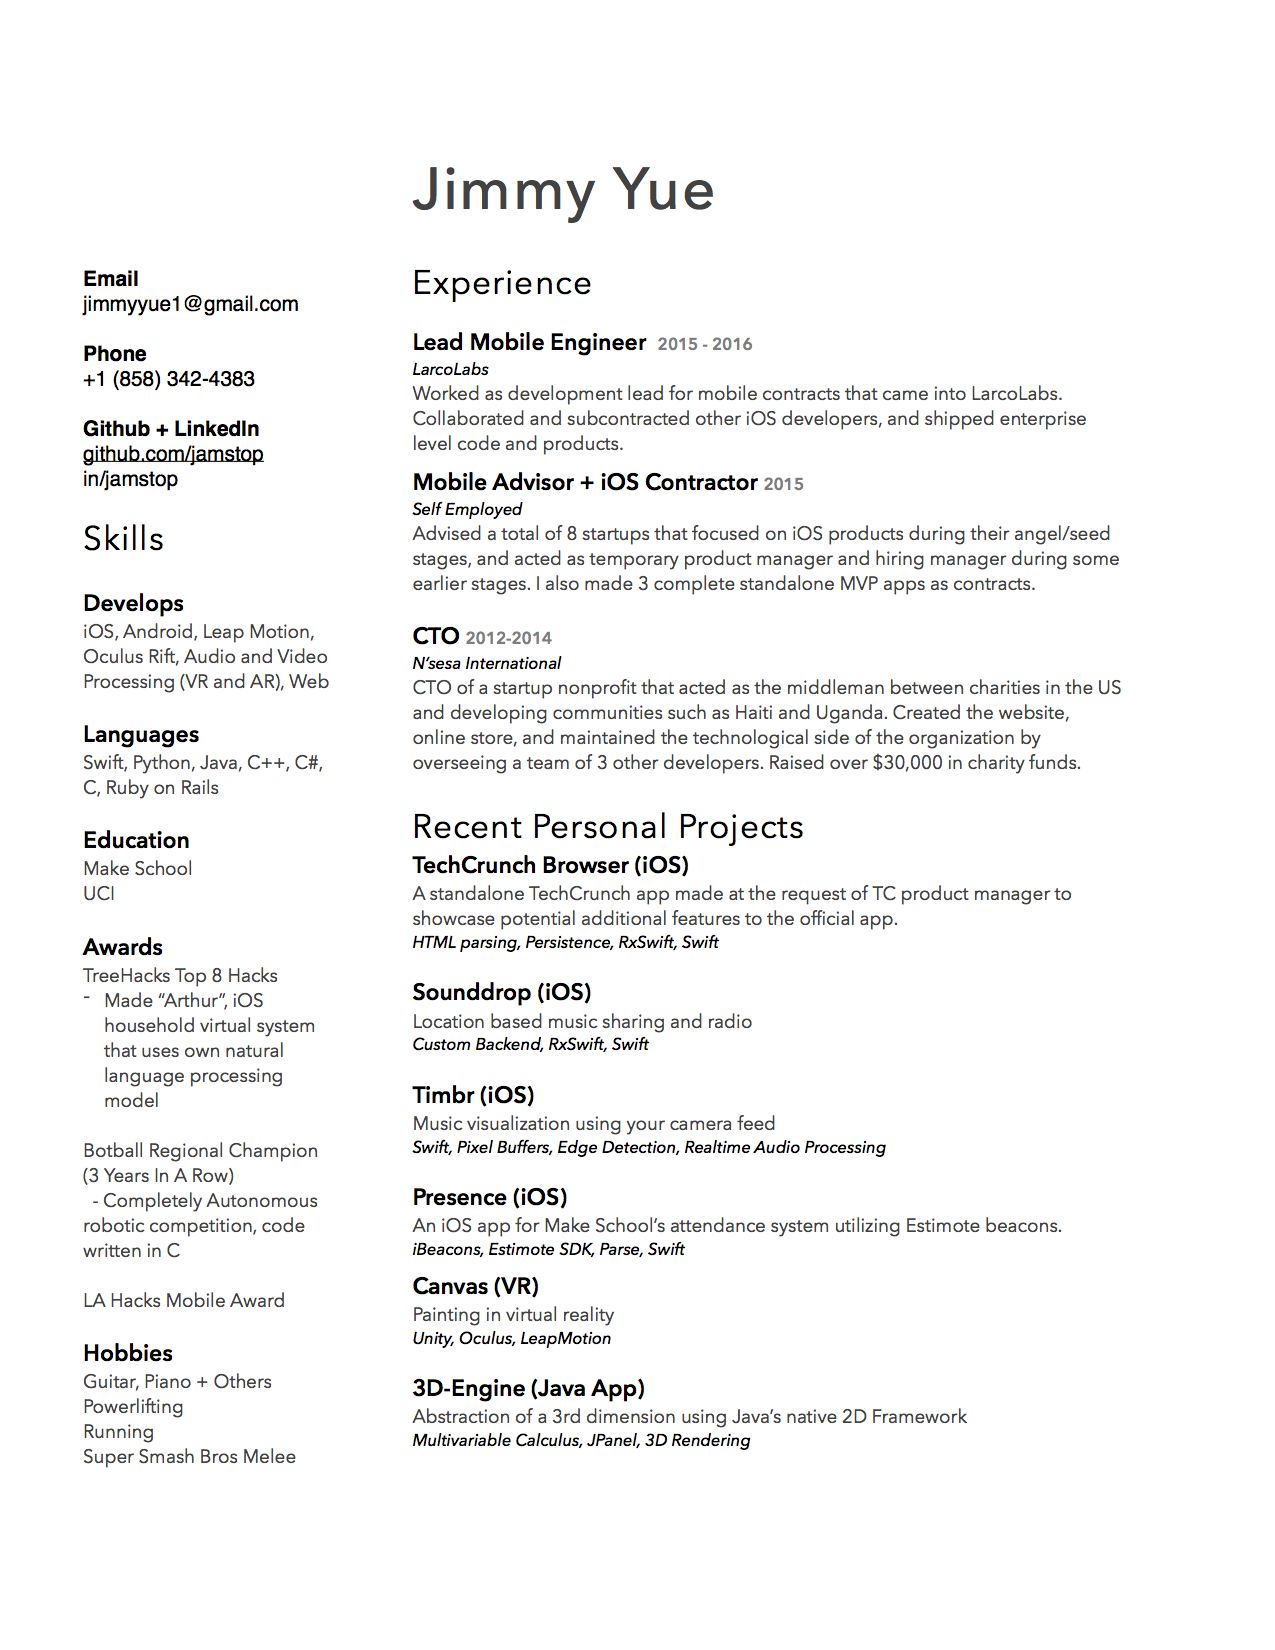 Jimmy Yue
Email
jimmyyue1@gmail.com
Phone
+1 (858) 342-4383
Github + LinkedIn
github.com/jamstop
in/jamstop
Skills
Develops
iOS, Android, Leap Motion,
Oculus Rift, Audio and Video
Processing (VR and AR), Web
Languages
Swift, Python, Java, C++, C#,
C, Ruby on Rails
Education
Make School
UCI
Awards
TreeHacks Top 8 Hacks
- Made “Arthur”, iOS
household virtual system
that uses own natural
language processing
model
Botball Regional Champion
(3 Years In A Row)
- Completely Autonomous
robotic competition, code
written in C
LA Hacks Mobile Award
Hobbies
Guitar, Piano + Others
Powerlifting
Running
Super Smash Bros Melee
Experience
Lead Mobile Engineer 2015 - 2016
LarcoLabs
Worked as development lead for mobile contracts that came into LarcoLabs.
Collaborated and subcontracted other iOS developers, and shipped enterprise
level code and products.
Mobile Advisor + iOS Contractor 2015
Self Employed
Advised a total of 8 startups that focused on iOS products during their angel/seed
stages, and acted as temporary product manager and hiring manager during some
earlier stages. I also made 3 complete standalone MVP apps as contracts.
CTO 2012-2014
N’sesa International
CTO of a startup nonprofit that acted as the middleman between charities in the US
and developing communities such as Haiti and Uganda. Created the website,
online store, and maintained the technological side of the organization by
overseeing a team of 3 other developers. Raised over $30,000 in charity funds.
Recent Personal Projects
TechCrunch Browser (iOS)
A standalone TechCrunch app made at the request of TC product manager to
showcase potential additional features to the official app.
HTML parsing, Persistence, RxSwift, Swift
Sounddrop (iOS)
Location based music sharing and radio
Custom Backend, RxSwift, Swift
Timbr (iOS)
Music visualization using your camera feed
Swift, Pixel Buffers, Edge Detection, Realtime Audio Processing
Presence (iOS)
An iOS app for Make School’s attendance system utilizing Estimote beacons.
iBeacons, Estimote SDK, Parse, Swift
Canvas (VR)
Painting in virtual reality
Unity, Oculus, LeapMotion
3D-Engine (Java App)
Abstraction of a 3rd dimension using Java’s native 2D Framework
Multivariable Calculus, JPanel, 3D Rendering